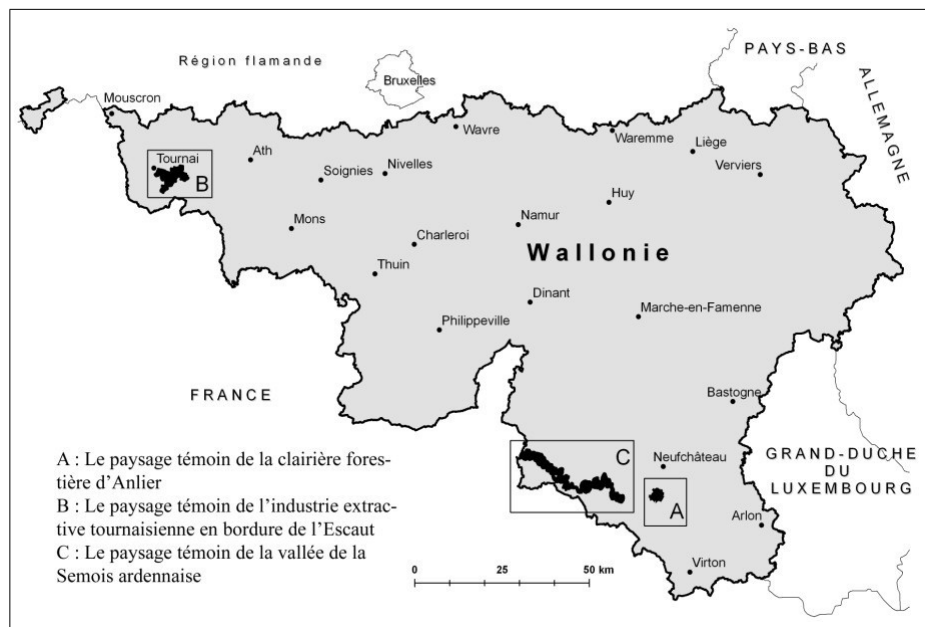 PAYS-BAS
Région flamande
ALLEMAGNE
Bruxelles
Mouscron
Wavre
Waremme
Liège
Tournai
Ath
Nivelles
Verviers
B
Soignies
Huy
Mons
Namur
Charleroi
Wallonie
Thuin
Dinant
Marche-en-Famenne
Philippeville
FRANCE
Bastogne
GRAND-DUCHE
DU
LUXEMBOURG
C
Neufchâteau
A
Arlon
Virton
A : Le paysage témoin de la clairière fores-
tière d'Anlier
B : Le paysage témoin de l'industrie extrac-
tive tournaisienne en bordure de l'Escaut
C : Le paysage témoin de la vallée de la
Semois ardennaise
0 25 50 km